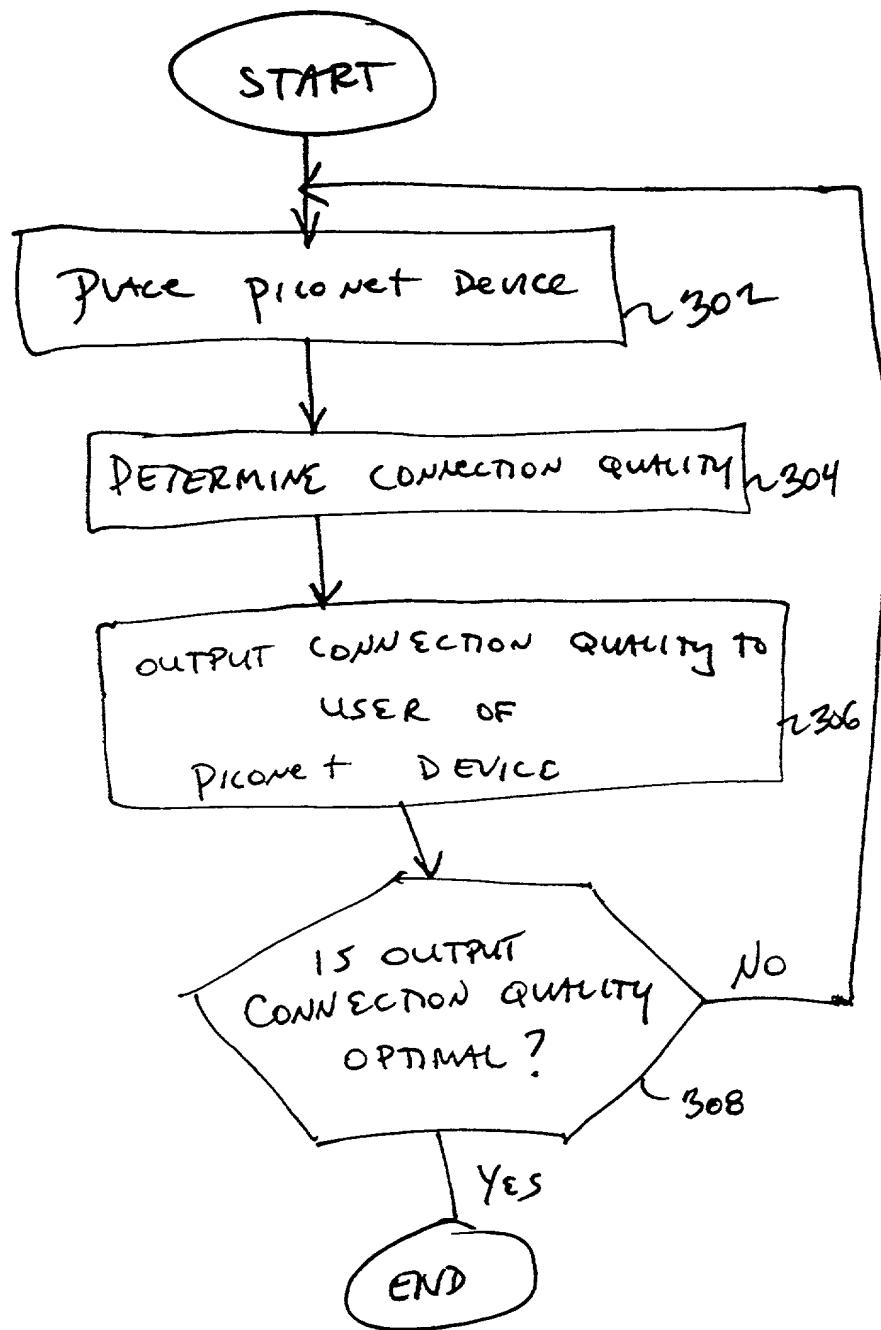 START
Place piconet Device
302
DETERMINE CONNECTION QUALITY
304
OUTPUT CONNECTION QUALITY TO
USER OF
Piconet DEVICE
306
IS OUTPUT
CONNECTION QUALITY
OPTIMAL?
NO
308
YES
END